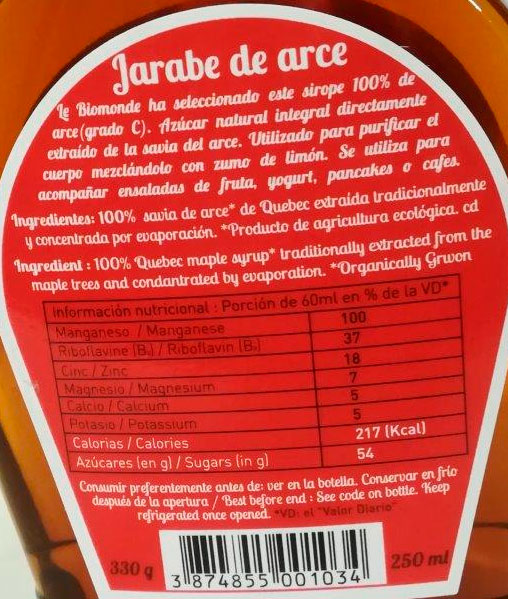 Jarabe de arce
Le Biomonde ha seleccionado este sirope 100% de
arce(grado C). Azúcar natural integral directamente
extraído de la savia del arce. Utilizado para purificar el
cuerpo mezclándolo con zumo de limón. Se utiliza para
acompañar ensaladas de fruta, yogurt, pancakes o cafes.
Ingredientes: 100% savia de arce* de Quebec extraída tradicionalmente
y concentrada por evaporación. *Producto de agricultura ecológica. cd
Ingredient : 100% Quebec maple syrup* traditionally extracted from the
maple trees and condantrated by evaporation. *Organically Grwon
Información nutricional : Porción de 60ml en % de la VD*
Manganeso / Manganese 100
Riboflavine (B₂) / Riboflavin (B₂) 37
Cinc / Zinc 18
Magnesio / Magnesium 7
Calcio / Calcium 5
Potasio / Potassium 5
Calorias / Calories 217 (Kcal)
Azúcares (en g) / Sugars (in g) 54
Consumir preferentemente antes de: ver en la botella. Conservar en frío
después de la apertura / Best before end : See code on bottle. Keep
refrigerated once opened. *VD: el "Valor Diario"
330 g 250 ml
3 874855 001034